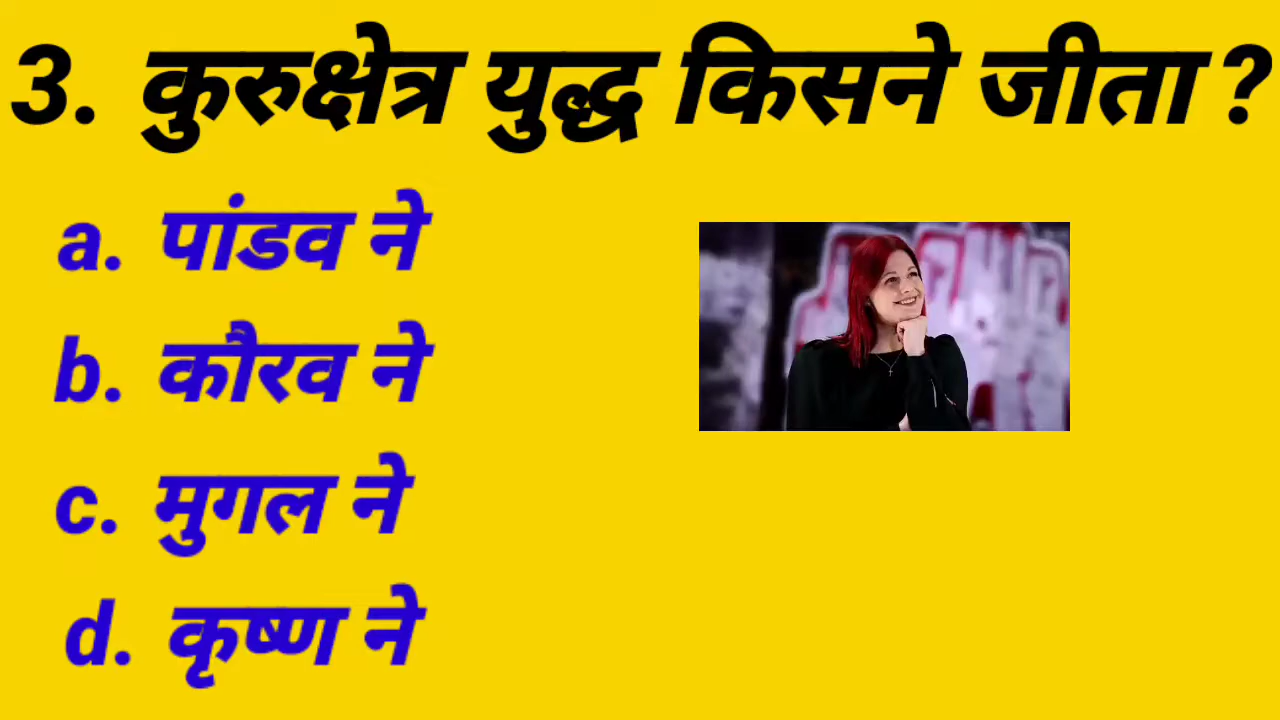 3. कुरुक्षेत्र युद्ध किसने जीता ?
a. पांडव ने
b. कौरव ने
c. मुगल ने
d. कृष्ण ने